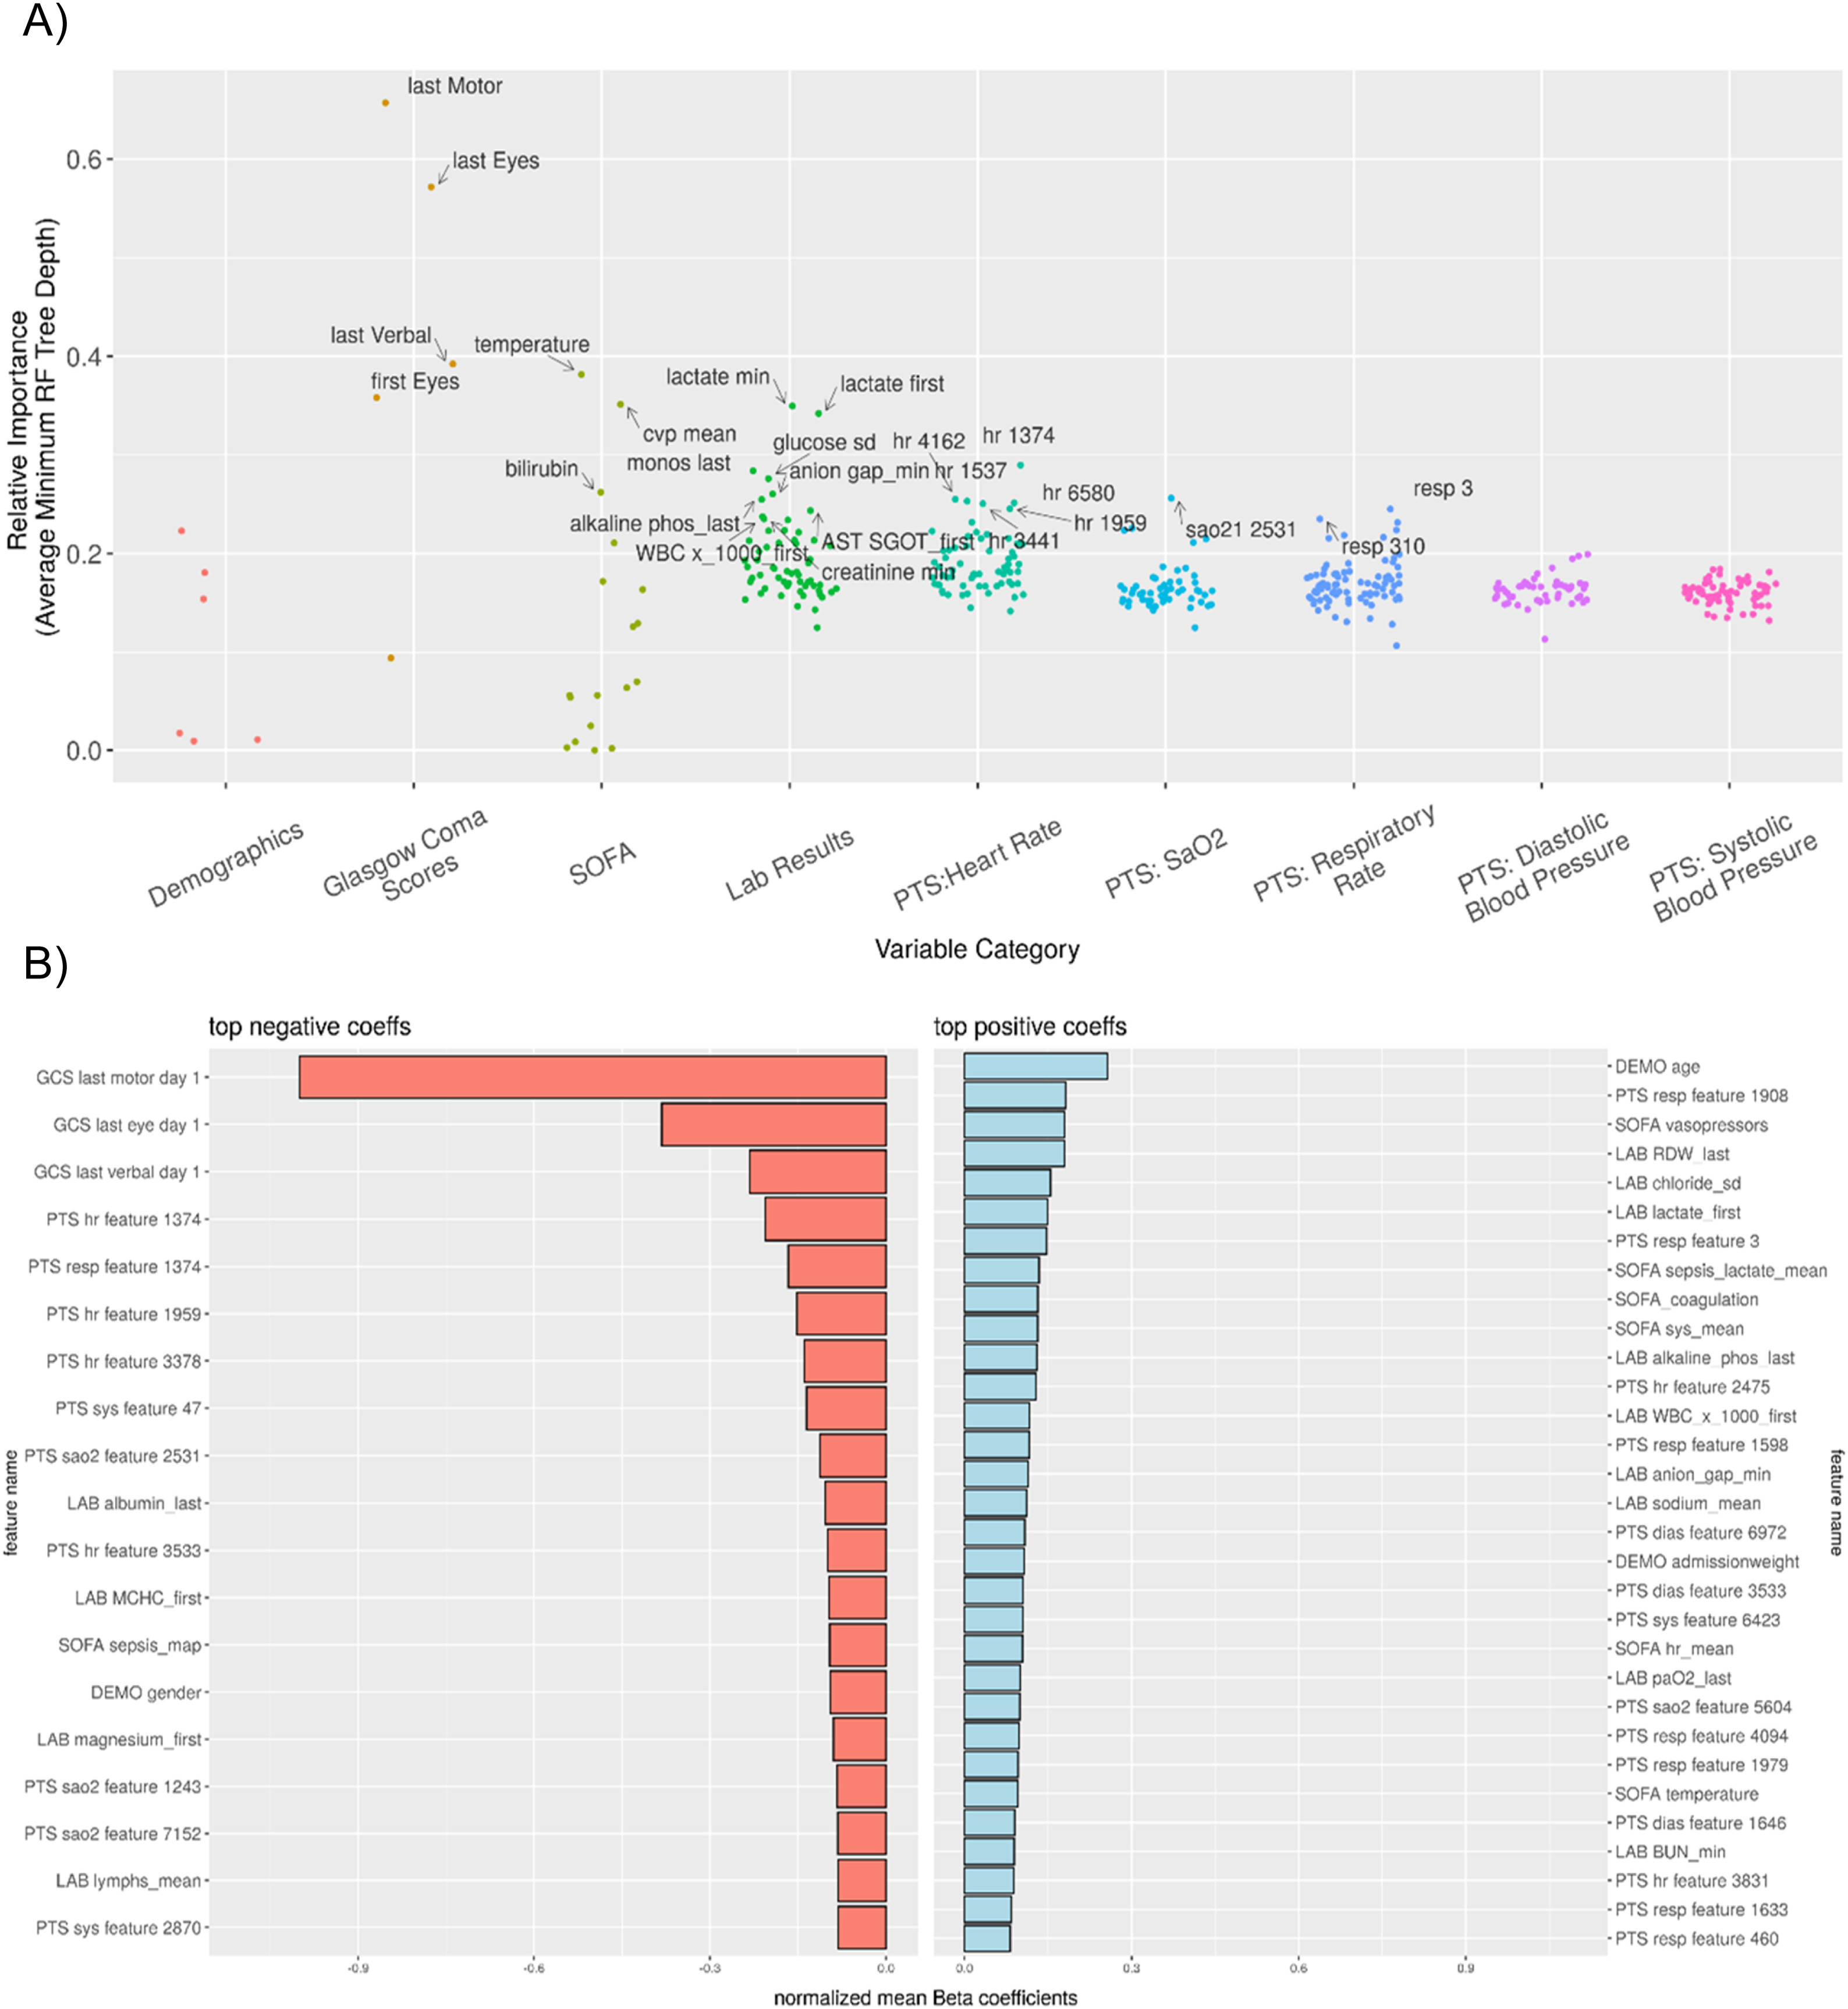 A)
last Motor
last Eyes
last Verbal
first Eyes
temperature
cvp mean
bilirubin
lactate min
lactate first
glucose sd
monos last
anion gap_min
alkaline phos_last
WBC x_1000_first
AST SGOT_first
creatinine min
hr 4162
hr 1374
hr 1537
hr 6580
hr 1959
hr 3441
sao21 2531
resp 3
resp 310
0.6
0.4
0.2
0.0
Relative Importance
(Average Minimum RF Tree Depth)
Demographics
Glasgow Coma
Scores
SOFA
Lab Results
PTS:Heart Rate
PTS: SaO2
PTS: Respiratory
Rate
PTS: Diastolic
Blood Pressure
PTS: Systolic
Blood Pressure
Variable Category
B)
top negative coeffs
GCS last motor day 1
GCS last eye day 1
GCS last verbal day 1
PTS hr feature 1374
PTS resp feature 1374
PTS hr feature 1959
PTS hr feature 3378
PTS sys feature 47
PTS sao2 feature 2531
LAB albumin_last
PTS hr feature 3533
LAB MCHC_first
SOFA sepsis_map
DEMO gender
LAB magnesium_first
PTS sao2 feature 1243
PTS sao2 feature 7152
LAB lymphs_mean
PTS sys feature 2870
feature name
-0.9
-0.6
-0.3
0.0
top positive coeffs
DEMO age
PTS resp feature 1908
SOFA vasopressors
LAB RDW_last
LAB chloride_sd
LAB lactate_first
PTS resp feature 3
SOFA sepsis_lactate_mean
SOFA_coagulation
SOFA sys_mean
LAB alkaline_phos_last
PTS hr feature 2475
LAB WBC_x_1000_first
PTS resp feature 1598
LAB anion_gap_min
LAB sodium_mean
PTS dias feature 6972
DEMO admissionweight
PTS dias feature 3533
PTS sys feature 6423
SOFA hr_mean
LAB paO2_last
PTS sao2 feature 5604
PTS resp feature 4094
PTS resp feature 1979
SOFA temperature
PTS dias feature 1646
LAB BUN_min
PTS hr feature 3831
PTS resp feature 1633
PTS resp feature 460
feature name
0.0
0.3
0.6
0.9
normalized mean Beta coefficients